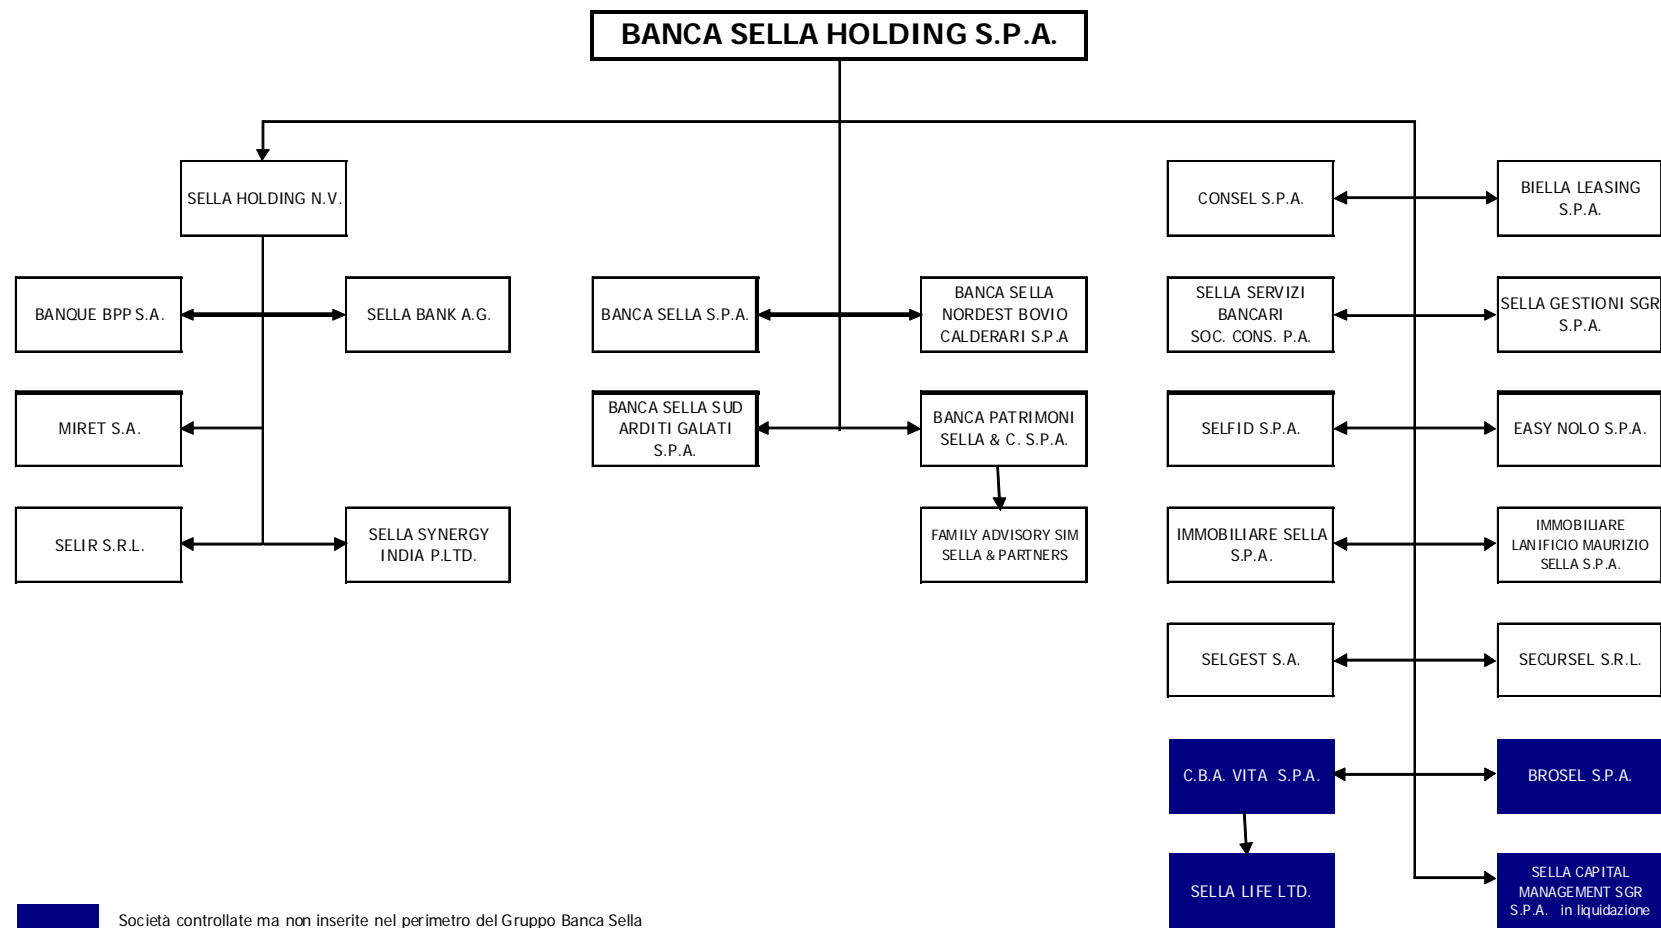 BANCA SELLA HOLDING S.P.A.
SELLA HOLDING N.V.
CONSEL S.P.A.
BIELLA LEASING
S.P.A.
BANQUE BPP S.A.
SELLA BANK A.G.
BANCA SELLA S.P.A.
BANCA SELLA
NORDEST BOVIO
CALDERARI S.P.A
SELLA SERVIZI
BANCARI
SOC. CONS. P.A.
SELLA GESTIONI SGR
S.P.A.
MIRET S.A.
BANCA SELLA SUD
ARDITI GALATI
S.P.A.
BANCA PATRIMONI
SELLA & C. S.P.A.
SELFID S.P.A.
EASY NOLO S.P.A.
SELIR S.R.L.
SELLA SYNERGY
INDIA P.LTD.
FAMILY ADVISORY SIM
SELLA & PARTNERS
IMMOBILIARE SELLA
S.P.A.
IMMOBILIARE
LANIFICIO MAURIZIO
SELLA S.P.A.
SELGEST S.A.
SECURSEL S.R.L.
C.B.A. VITA S.P.A.
BROSEL S.P.A.
SELLA LIFE LTD.
SELLA CAPITAL
MANAGEMENT SGR
S.P.A. in liquidazione
Società controllate ma non inserite nel perimetro del Gruppo Banca Sella